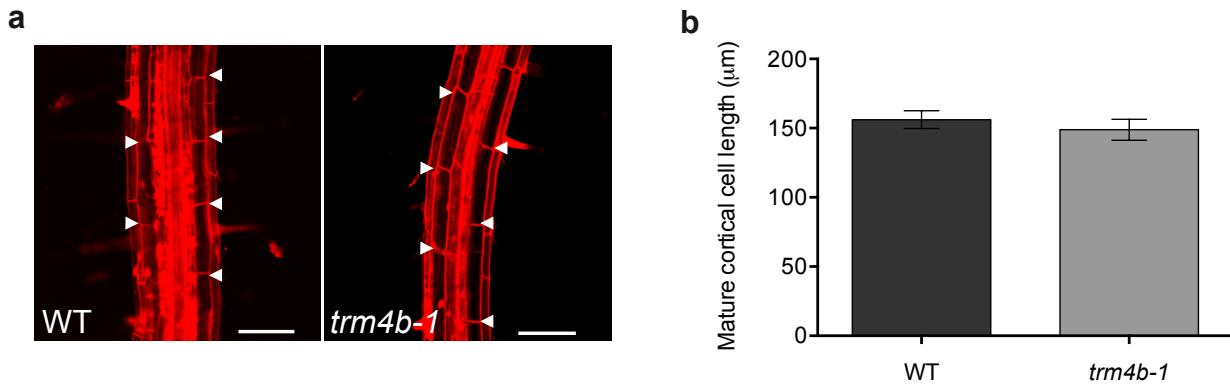 a
WT
trm4b-1
b
Mature cortical cell length (μm)
200
150
100
50
0
WT
trm4b-1